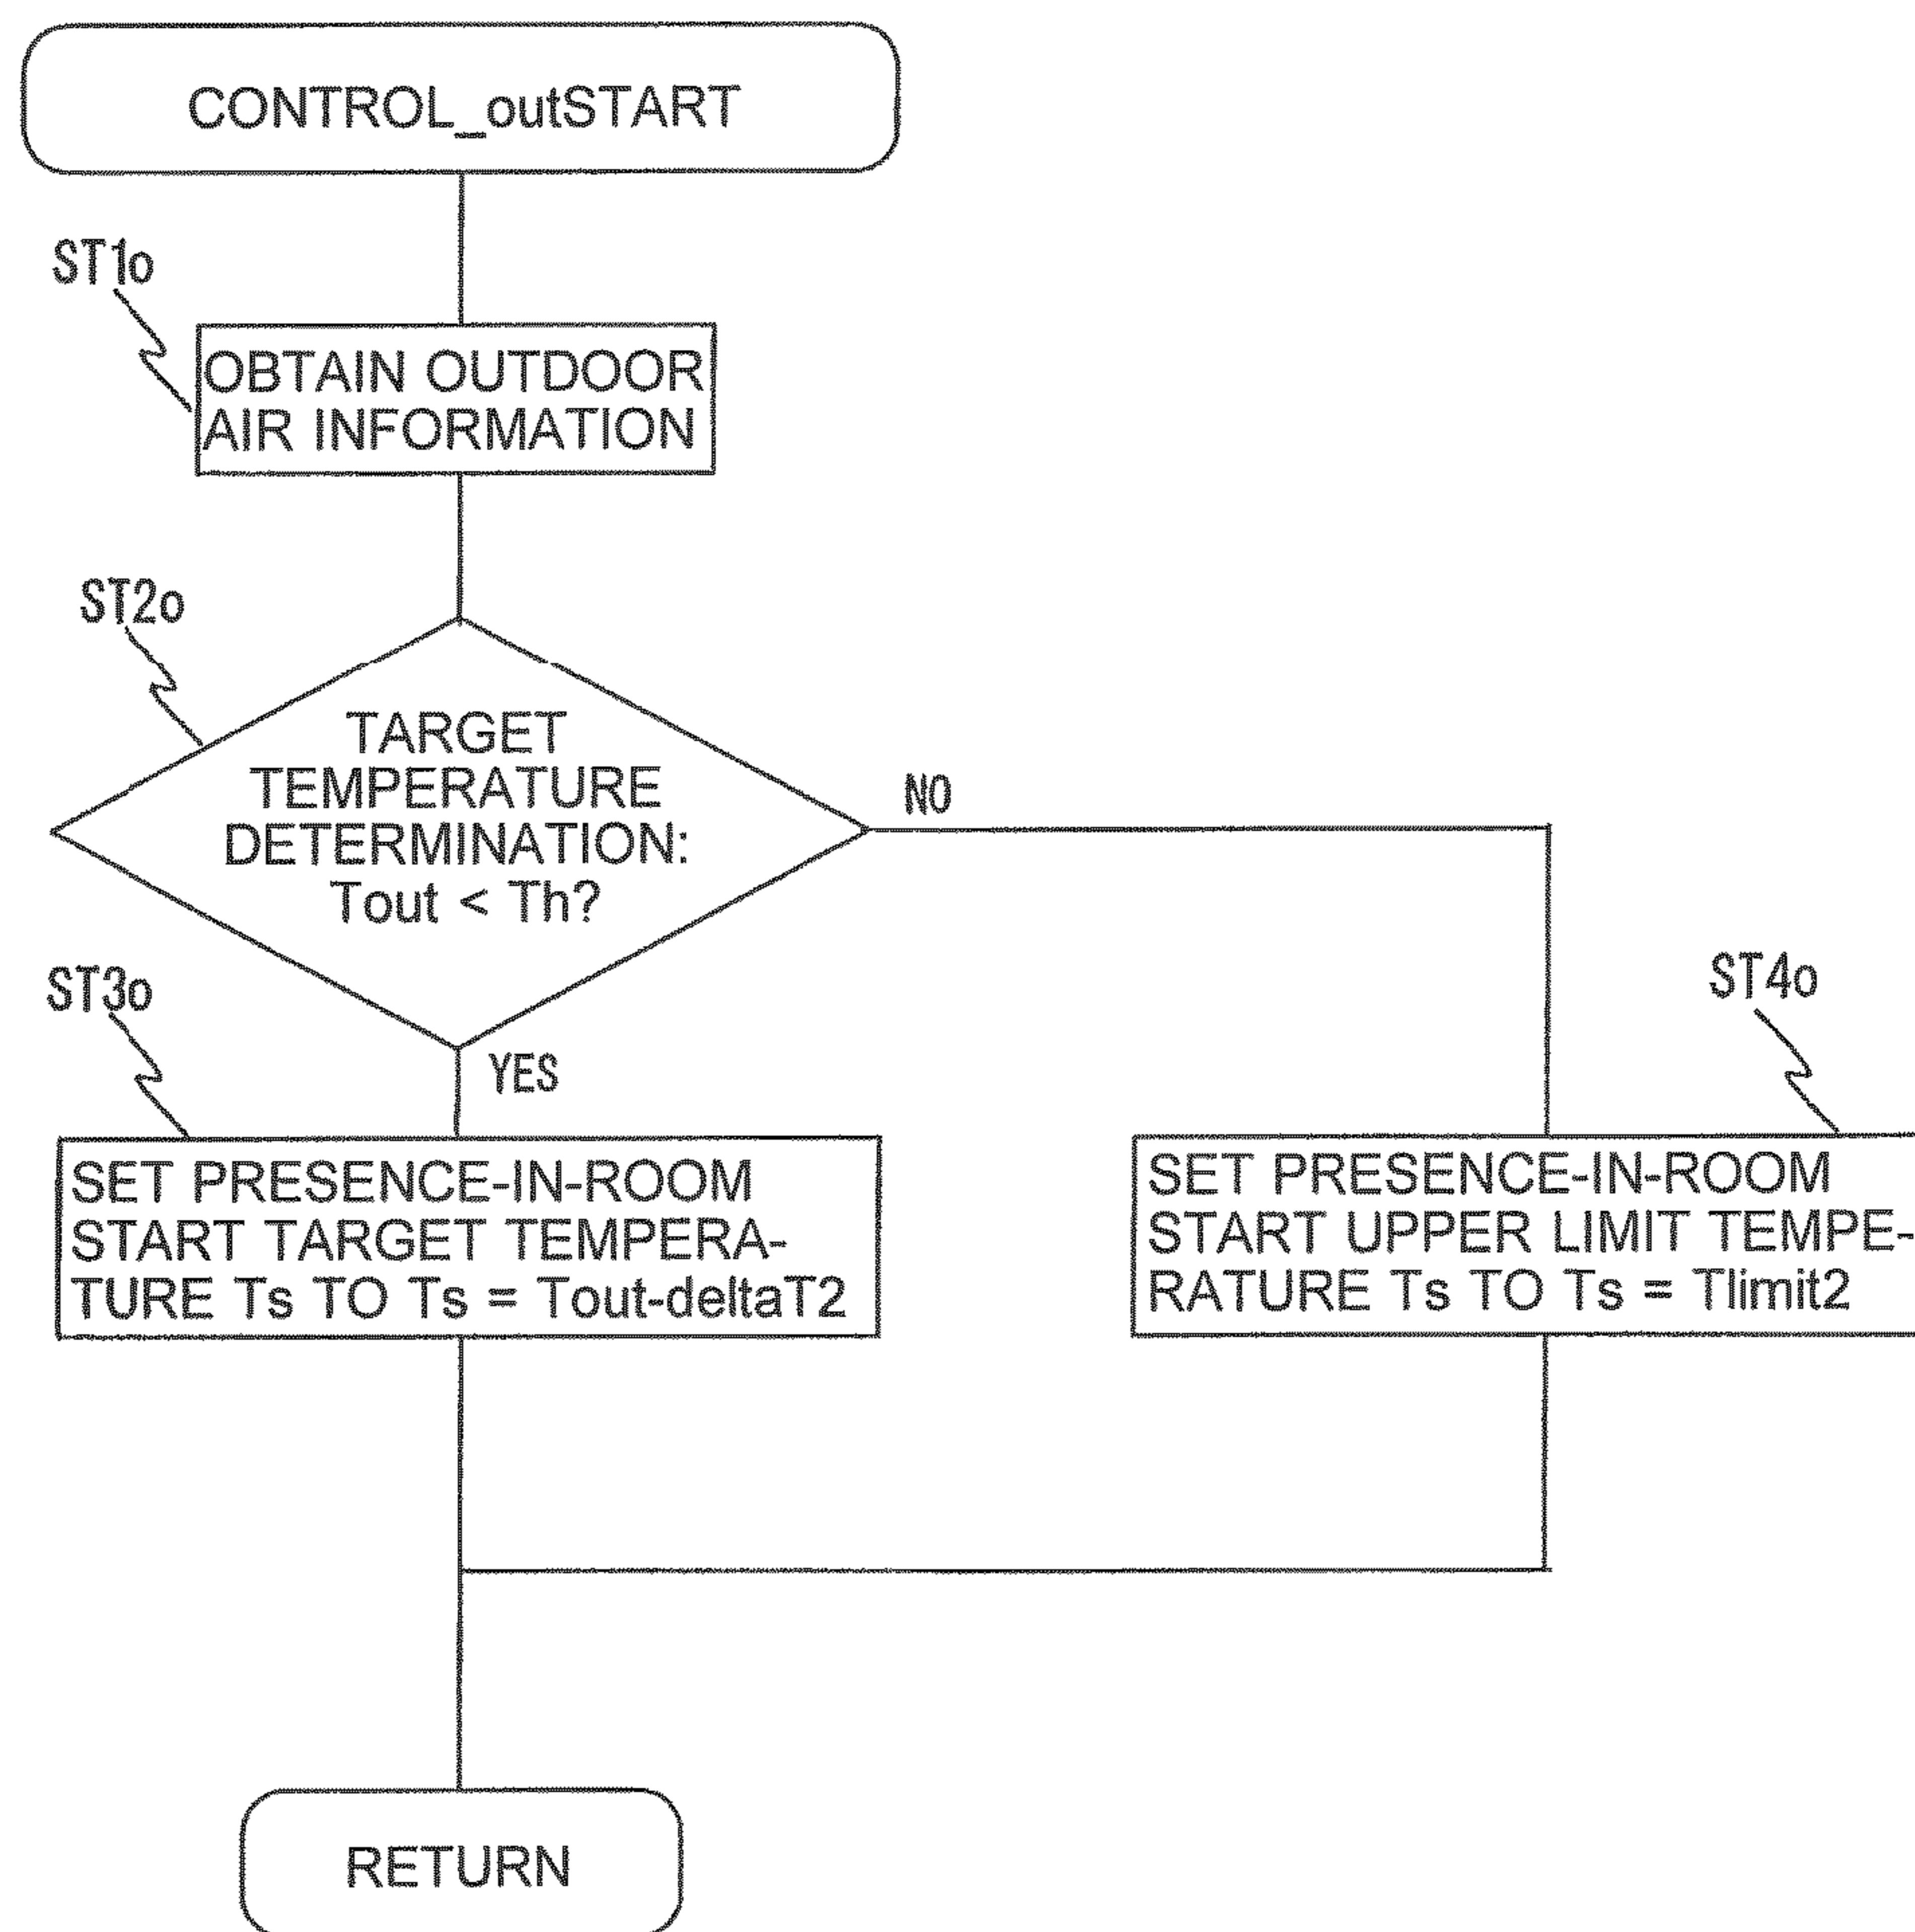 CONTROL_outSTART
ST1o
OBTAIN OUTDOOR
AIR INFORMATION
ST2o
TARGET
TEMPERATURE
DETERMINATION:
Tout < Th?
NO
YES
ST3o
SET PRESENCE-IN-ROOM
START TARGET TEMPERA-
TURE Ts TO Ts = Tout-deltaT2
ST4o
SET PRESENCE-IN-ROOM
START UPPER LIMIT TEMPE-
RATURE Ts TO Ts = Tlimit2
RETURN